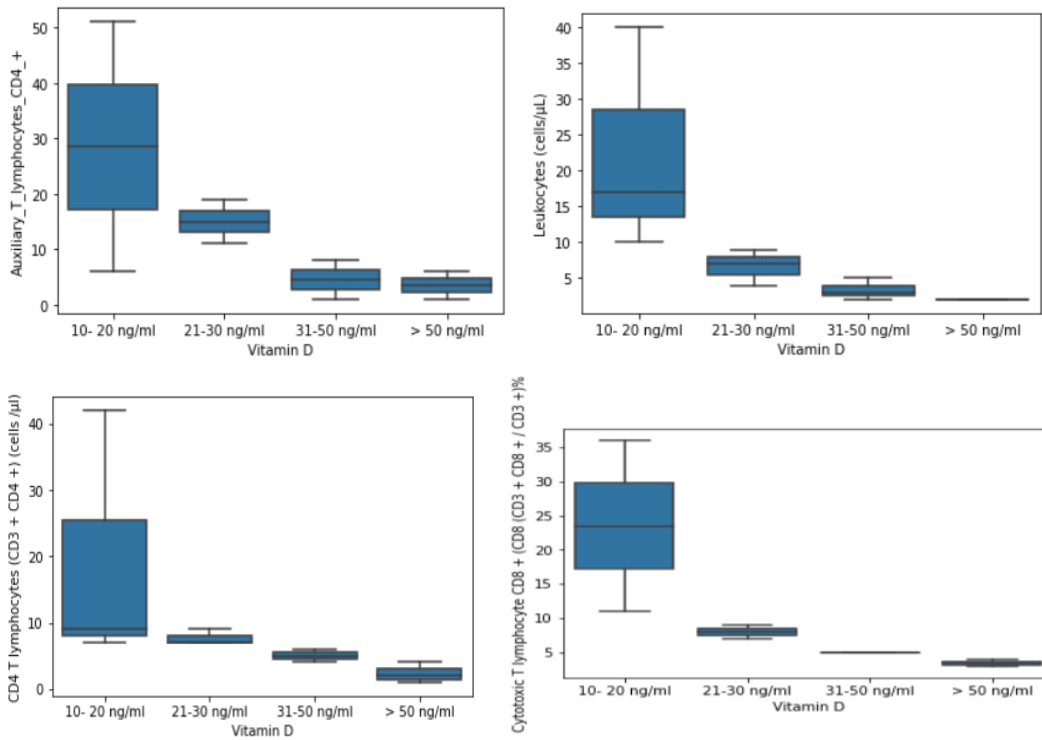 Auxiliary_T_lymphocytes_CD4_+
50
40
30
20
10
0
10- 20 ng/ml 21-30 ng/ml 31-50 ng/ml > 50 ng/ml
Vitamin D
Leukocytes (cells/µL)
40
35
30
25
20
15
10
5
10- 20 ng/ml 21-30 ng/ml 31-50 ng/ml > 50 ng/ml
Vitamin D
CD4 T lymphocytes (CD3 + CD4 +) (cells /µl)
40
30
20
10
0
10- 20 ng/ml 21-30 ng/ml 31-50 ng/ml > 50 ng/ml
Vitamin D
Cytotoxic T lymphocyte CD8 + (CD8 (CD3 + CD8 + / CD3 +)%
35
30
25
20
15
10
5
10- 20 ng/ml 21-30 ng/ml 31-50 ng/ml > 50 ng/ml
Vitamin D